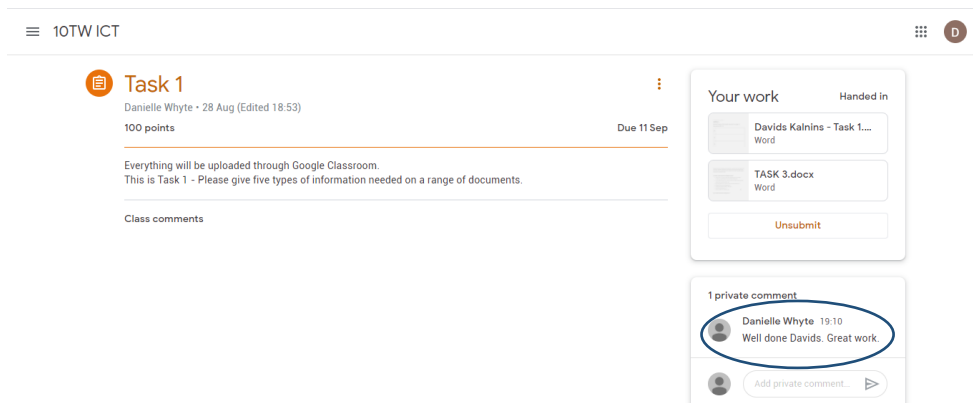 10TW ICT
D
Task 1
Danielle Whyte • 28 Aug (Edited 18:53)
100 points
Due 11 Sep
Everything will be uploaded through Google Classroom.
This is Task 1 - Please give five types of information needed on a range of documents.
Class comments
Your work
Handed in
Davids Kalnins - Task 1....
Word
TASK 3.docx
Word
Unsubmit
1 private comment
Danielle Whyte 19:10
Well done Davids. Great work.
Add private comment...